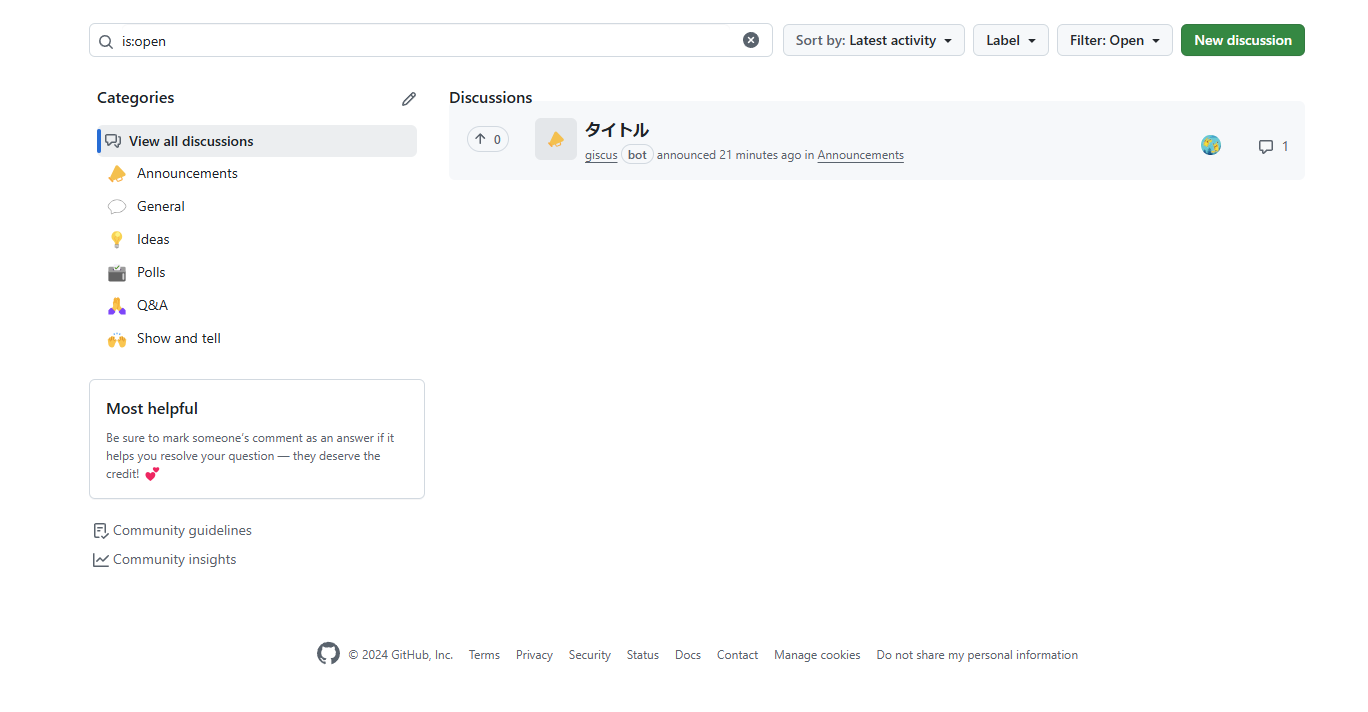 is:open
Sort by: Latest activity
Label
Filter: Open
New discussion
Categories
View all discussions
Announcements
General
Ideas
Polls
Q&A
Show and tell
Most helpful
Be sure to mark someone's comment as an answer if it
helps you resolve your question — they deserve the
credit! 💕
Community guidelines
Community insights
Discussions
0
タイトル
giscus bot announced 21 minutes ago in Announcements
1
© 2024 GitHub, Inc. Terms Privacy Security Status Docs Contact Manage cookies Do not share my personal information